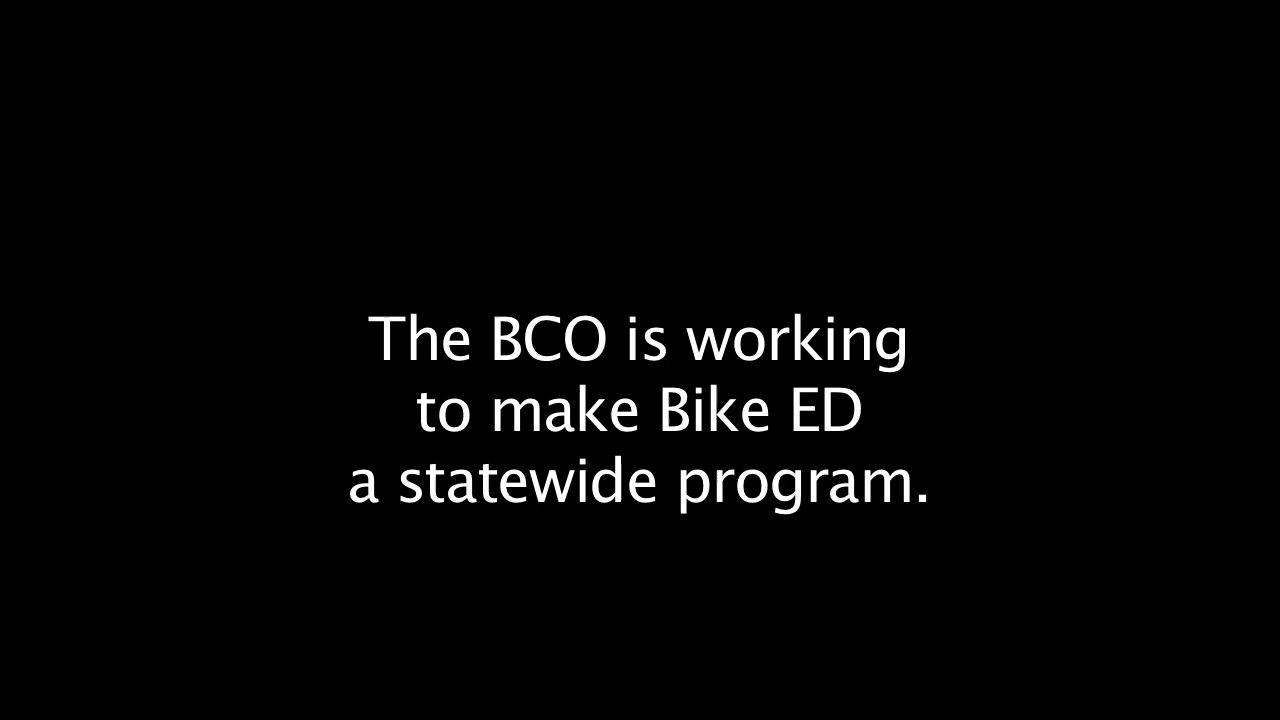 The BCO is working
to make Bike ED
a statewide program.